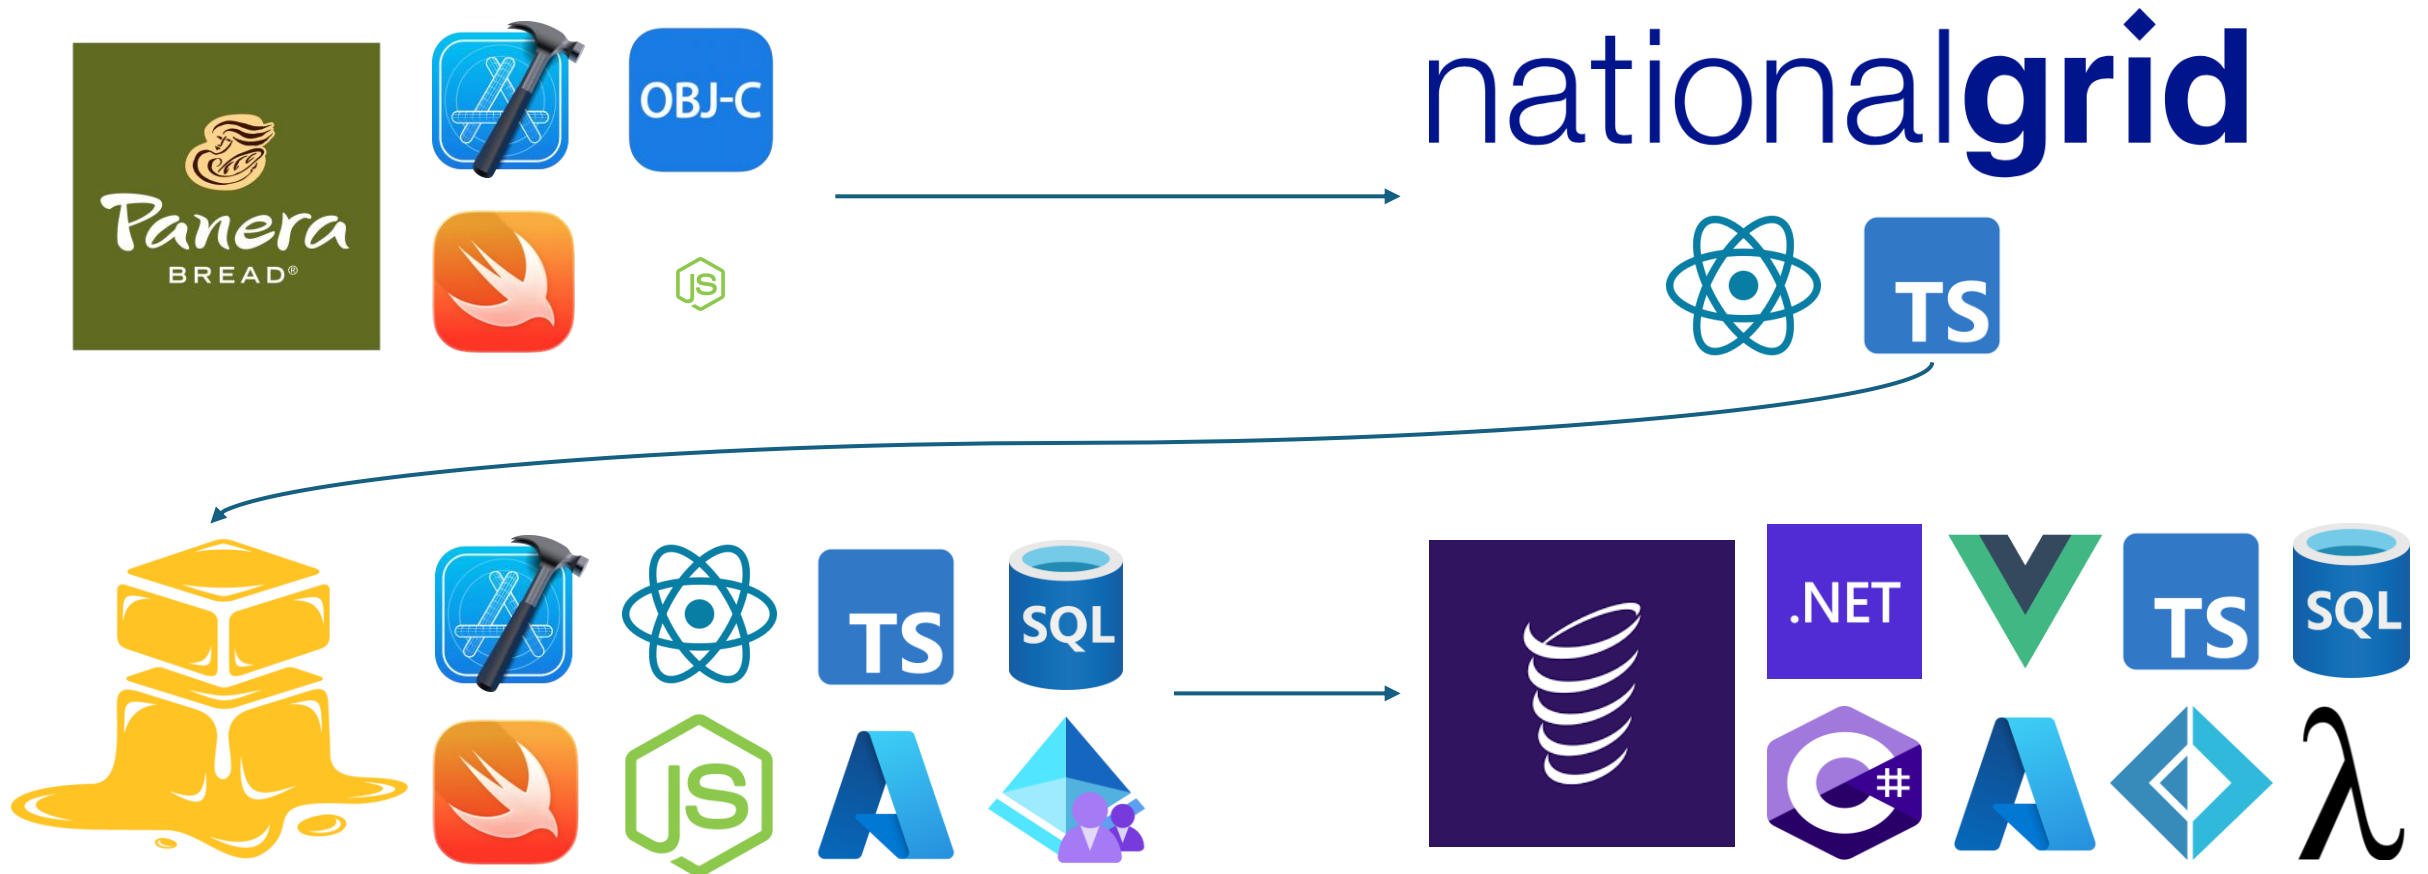 Panera
BREAD®
OBJ-C
JS
nationalgrid
TS
TS
SQL
JS
.NET
TS
SQL
C#
λ